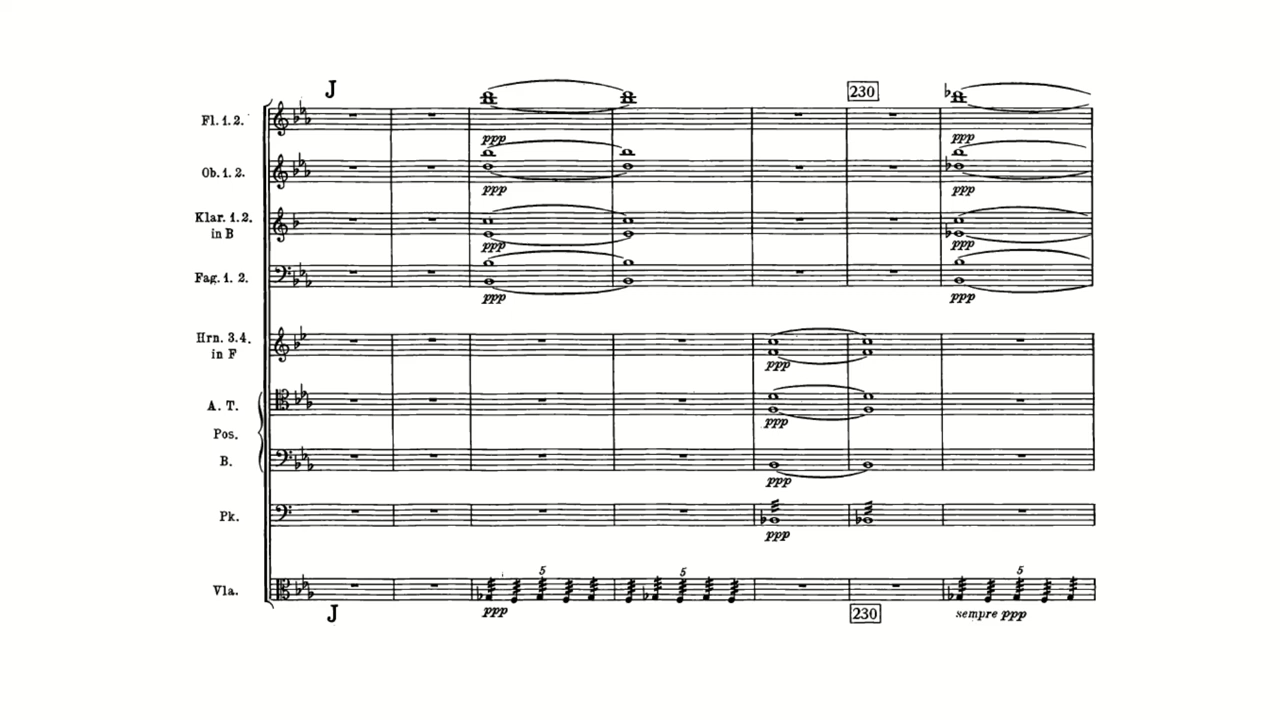 J
230
Fl. 1. 2.
ppp
ppp
Ob. 1. 2.
ppp
ppp
Klar. 1. 2.
in B
ppp
ppp
Fag. 1. 2.
ppp
ppp
Hrn. 3. 4.
in F
ppp
A. T.
ppp
Pos.
B.
ppp
Pk.
ppp
5
5
5
Vla.
ppp
sempre ppp
J
230